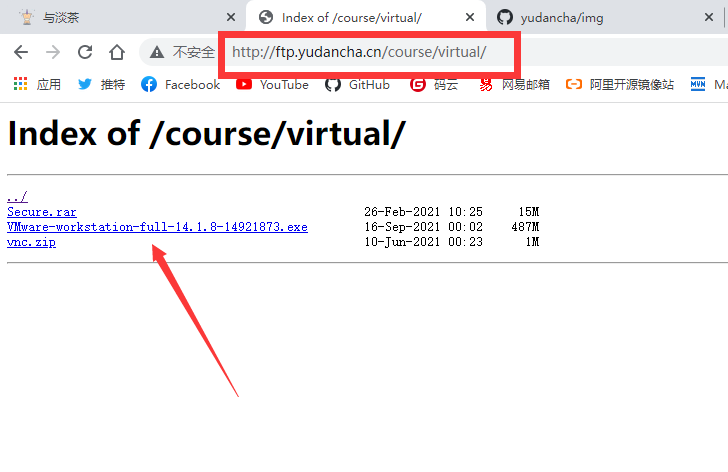 与淡茶
Index of /course/virtual/
yudancha/img
不安全
http://ftp.yudancha.cn/course/virtual/
应用 推特 Facebook YouTube GitHub 码云 网易邮箱 阿里开源镜像站 MVN Ma
Index of /course/virtual/
../
Secure.rar 26-Feb-2021 10:25 15M
VMware-workstation-full-14.1.8-14921873.exe 16-Sep-2021 00:02 487M
vnc.zip 10-Jun-2021 00:23 1M